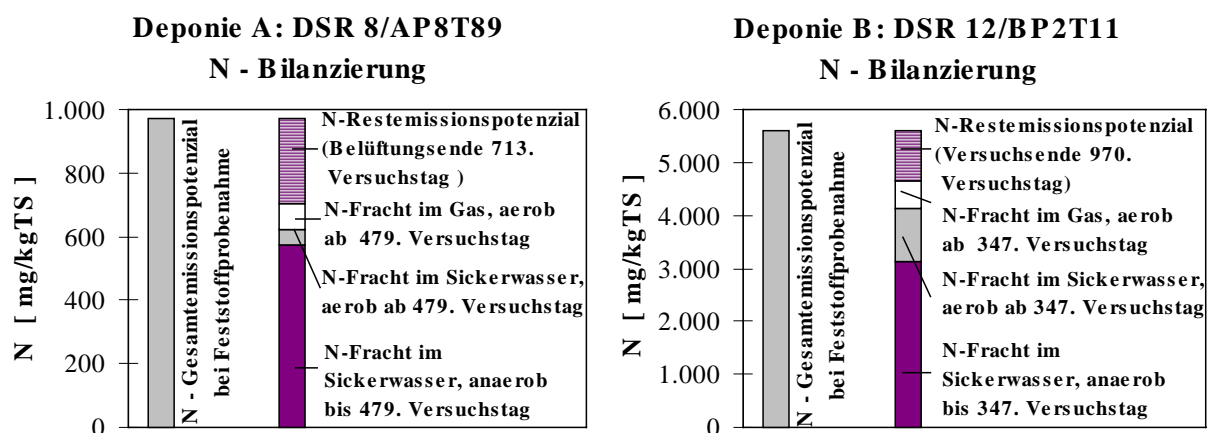 Deponie A: DSR 8/AP8T89
N - Bilanzierung
N [ mg/kgTS ]
1.000
800
600
400
200
0
N - Gesamtemissionspotenzial
bei Feststoffprobenahme
N-Restemissionspotenzial
(Belüftungsende 713.
Versuchstag )
N-Fracht im Gas, aerob
ab 479. Versuchstag
N-Fracht im Sickerwasser,
aerob ab 479. Versuchstag
N-Fracht im
Sickerwasser, anaerob
bis 479. Versuchstag
Deponie B: DSR 12/BP2T11
N - Bilanzierung
N [ mg/kgTS ]
6.000
5.000
4.000
3.000
2.000
1.000
0
N - Gesamtemissionspotenzial
bei Feststoffprobenahme
N-Restemissionspotenzial
(Versuchsende 970.
Versuchstag)
N-Fracht im Gas, aerob
ab 347. Versuchstag
N-Fracht im Sickerwasser,
aerob ab 347. Versuchstag
N-Fracht im
Sickerwasser, anaerob
bis 347. Versuchstag